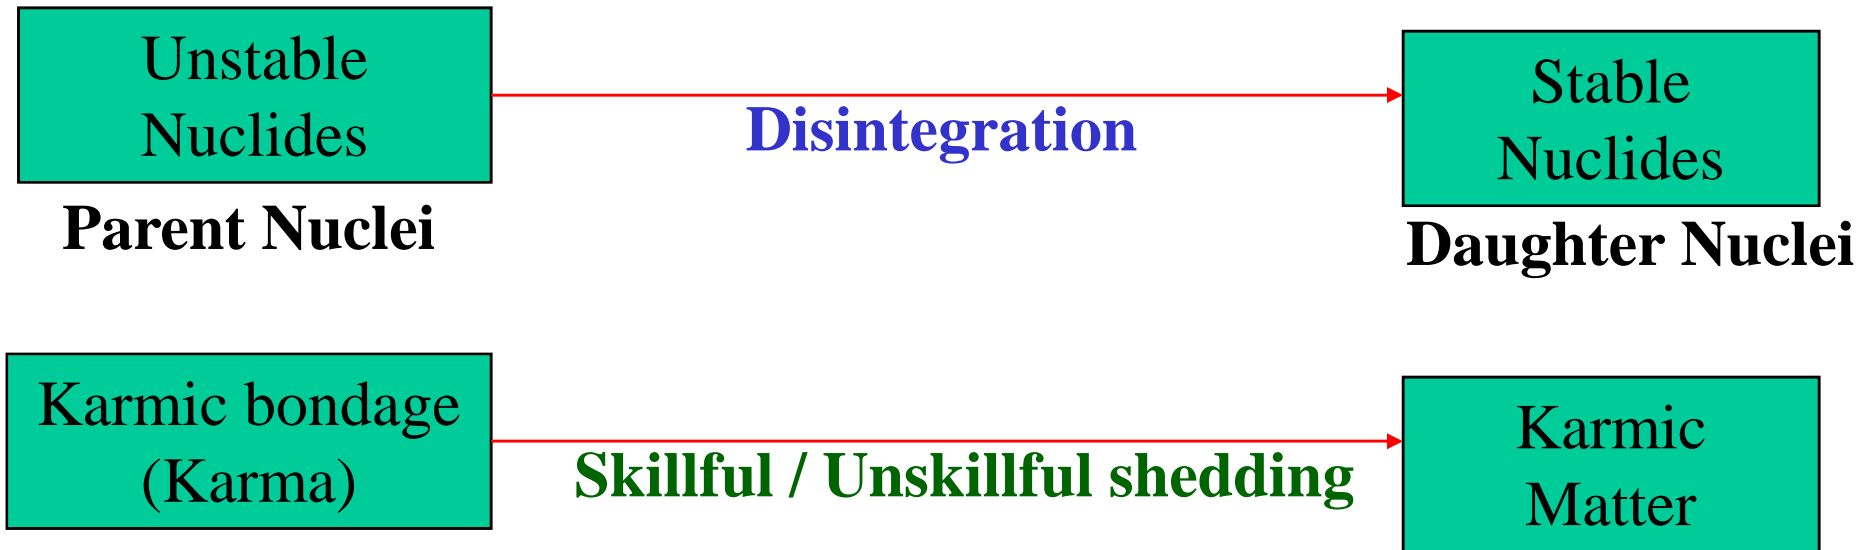 Unstable
Nuclides
Disintegration
Stable
Nuclides
Parent Nuclei
Daughter Nuclei
Karmic bondage
(Karma)
Skillful / Unskillful shedding
Karmic
Matter